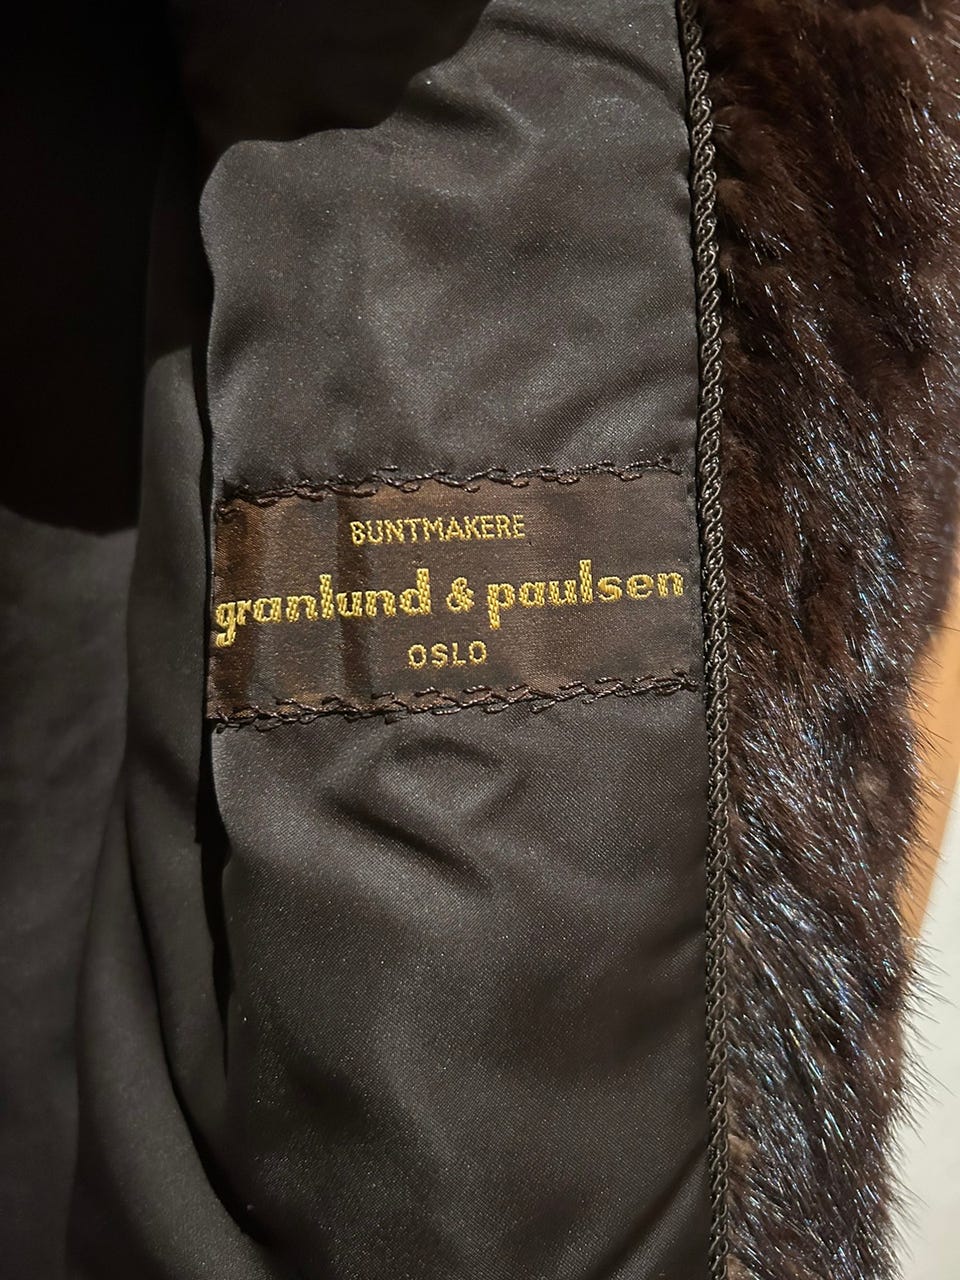 BUNTMAKERE
granlund & paulsen
OSLO